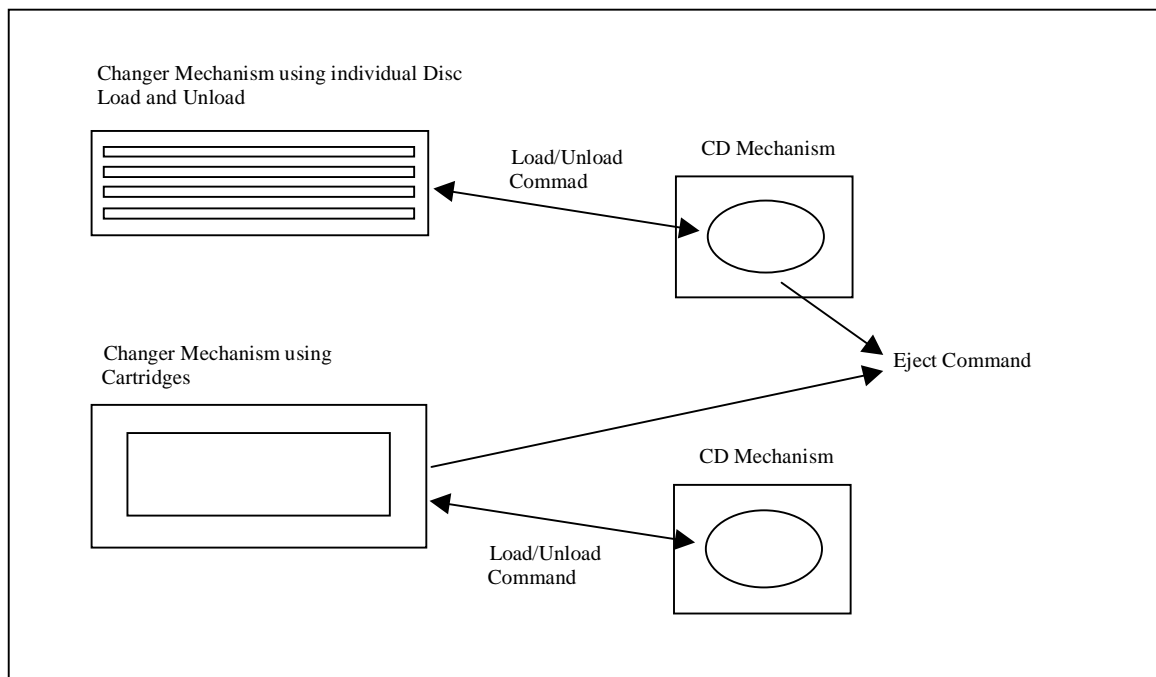 Changer Mechanism using individual Disc
Load and Unload
CD Mechanism
Load/Unload
Commad
Changer Mechanism using
Cartridges
Eject Command
CD Mechanism
Load/Unload
Command